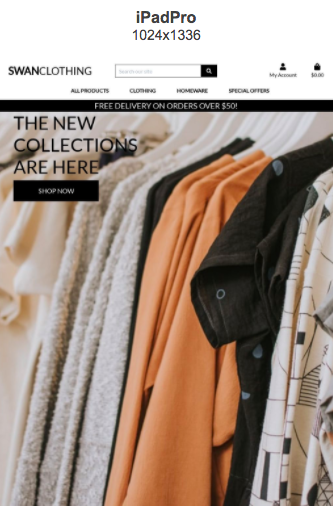 iPadPro
1024x1336
SWANCLOTHING
Search our site
My Account
$0.00
ALL PRODUCTS CLOTHING HOMEWARE SPECIAL OFFERS
FREE DELIVERY ON ORDERS OVER $50!
THE NEW
COLLECTIONS
ARE HERE
SHOP NOW